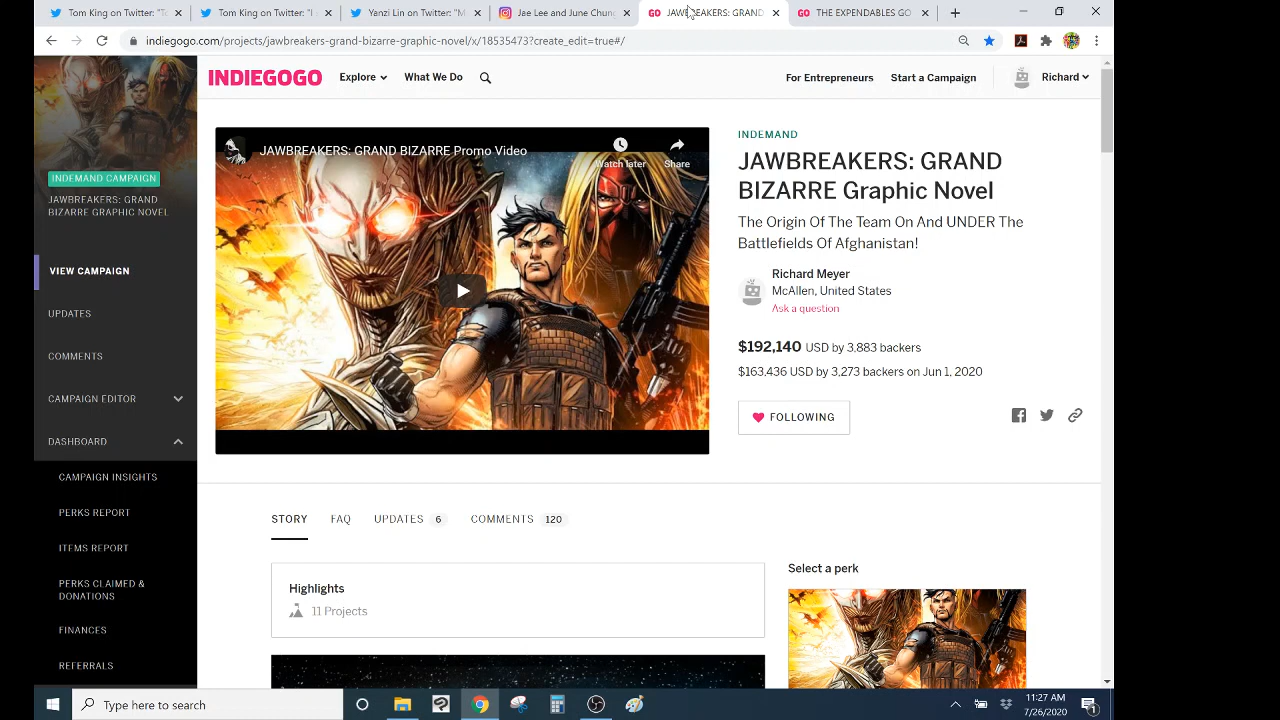 Tom King on Twitter: "To
Tom King on Twitter: "I
Yanzi Lin on Twitter: "M
Jae Lee and June Chung
GO JAWBREAKERS: GRAND
GO THE EXPENDABLES GO
indiegogo.com/projects/jawbreakers-grand-bizarre-graphic-novel/x/18535473?create_edit=true#/
INDIEGOGO
Explore
What We Do
For Entrepreneurs
Start a Campaign
Richard
INDEMAND CAMPAIGN
JAWBREAKERS: GRAND
BIZARRE GRAPHIC NOVEL
VIEW CAMPAIGN
UPDATES
COMMENTS
CAMPAIGN EDITOR
DASHBOARD
CAMPAIGN INSIGHTS
PERKS REPORT
ITEMS REPORT
PERKS CLAIMED &
DONATIONS
FINANCES
REFERRALS
JAWBREAKERS: GRAND BIZARRE Promo Video
Watch later
Share
INDEMAND
JAWBREAKERS: GRAND
BIZARRE Graphic Novel
The Origin Of The Team On And UNDER The
Battlefields Of Afghanistan!
Richard Meyer
McAllen, United States
Ask a question
$192,140 USD by 3,883 backers
$163,436 USD by 3,273 backers on Jun 1, 2020
FOLLOWING
STORY
FAQ
UPDATES 6
COMMENTS 120
Highlights
11 Projects
Select a perk
Type here to search
11:27 AM
7/26/2020
1